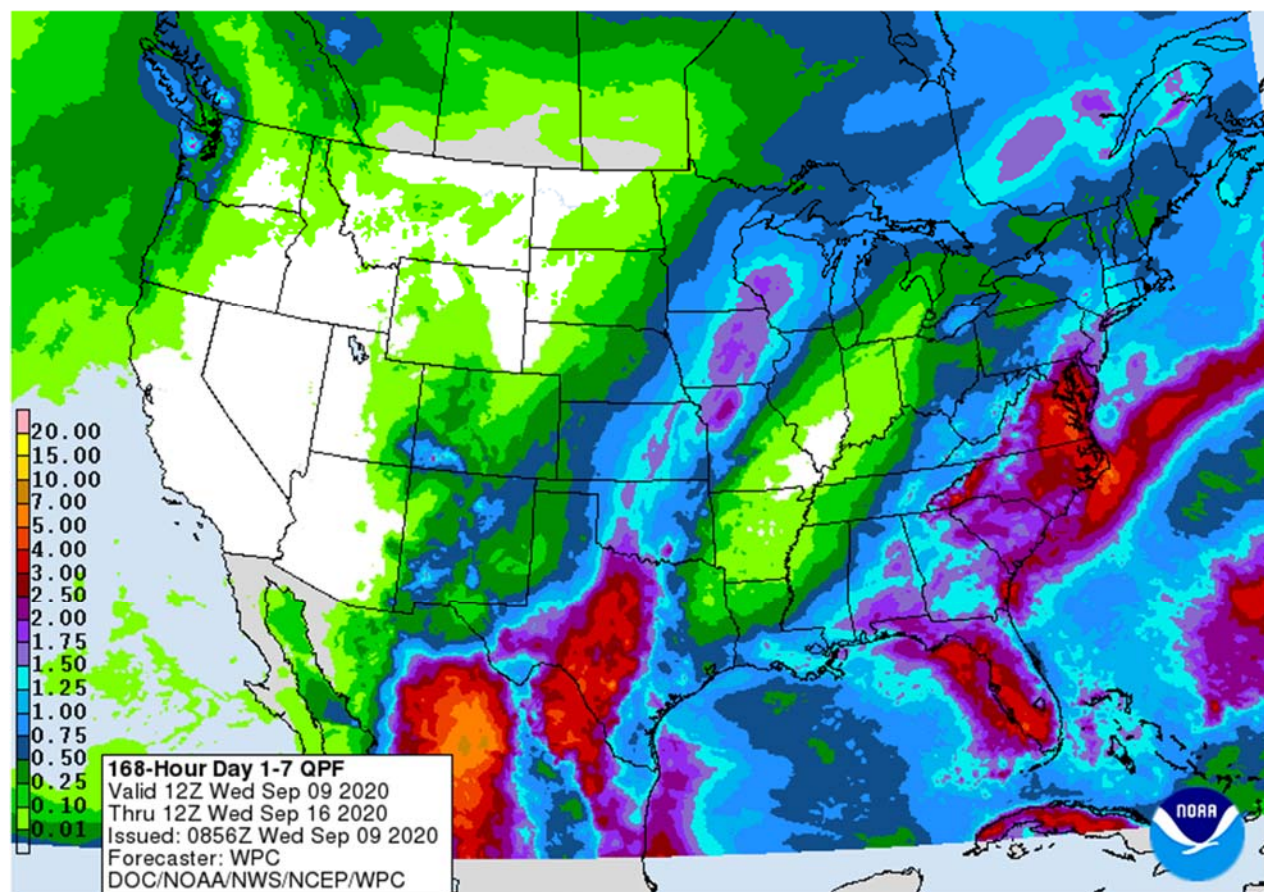 20.00
15.00
10.00
7.00
5.00
4.00
3.00
2.50
2.00
1.75
1.50
1.25
1.00
0.75
0.50
0.25
0.10
0.01
168-Hour Day 1-7 QPF
Valid 12Z Wed Sep 09 2020
Thru 12Z Wed Sep 16 2020
Issued: 0856Z Wed Sep 09 2020
Forecaster: WPC
DOC/NOAA/NWS/NCEP/WPC
NOAA